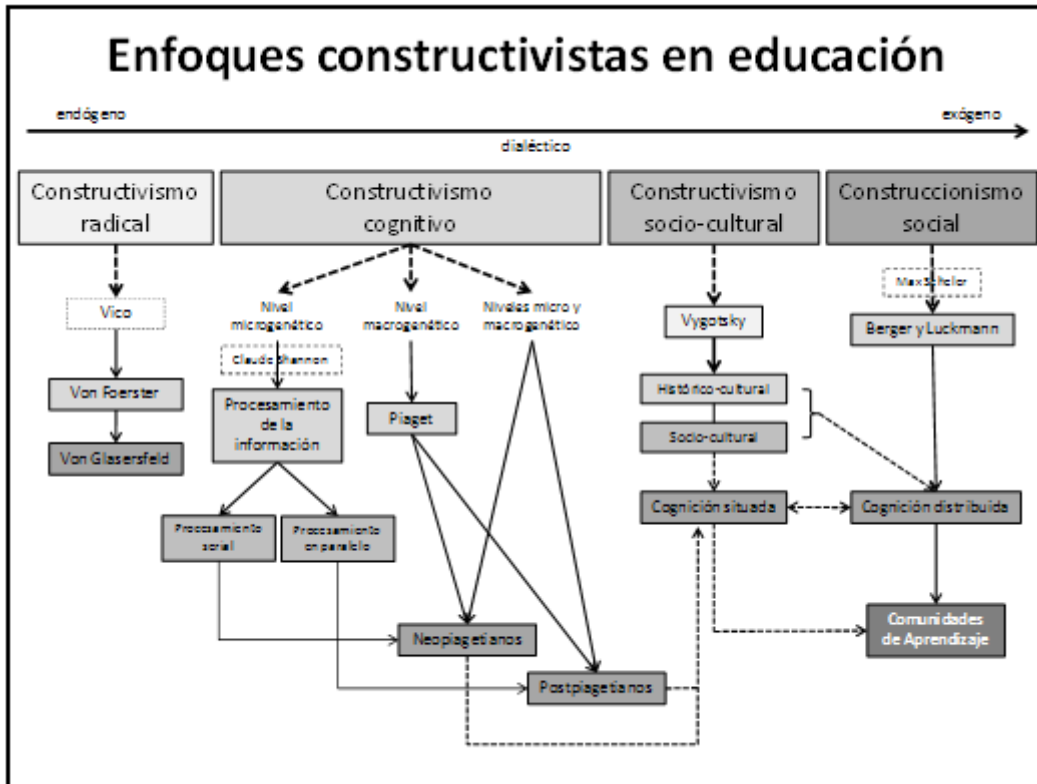 Enfoques constructivistas en educación
endógeno
exógeno
dialéctico
Constructivismo
radical
Constructivismo
cognitivo
Constructivismo
socio-cultural
Construccionismo
social
Vico
Von Foerster
Von Glasersfeld
Nivel
microgenético
Nivel
macrogenético
Niveles micro y
macrogenético
Claude Shannon
Procesamiento
de la
información
Piaget
Procesamiento
serial
Procesamiento
en paralelo
Neopiagetianos
Postpiagetianos
Vygotsky
Histórico-cultural
Socio-cultural
Cognición situada
Max Scheler
Berger y Luckmann
Cognición distribuida
Comunidades
de Aprendizaje